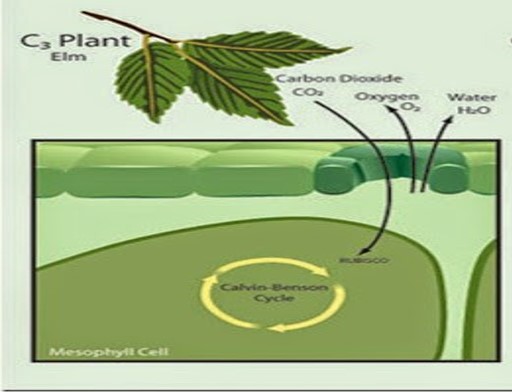 C₃ Plant
Elm
Carbon Dioxide
CO₂
Oxygen
O₂
Water
H₂O
RUBISCO
Calvin-Benson
Cycle
Mesophyll Cell